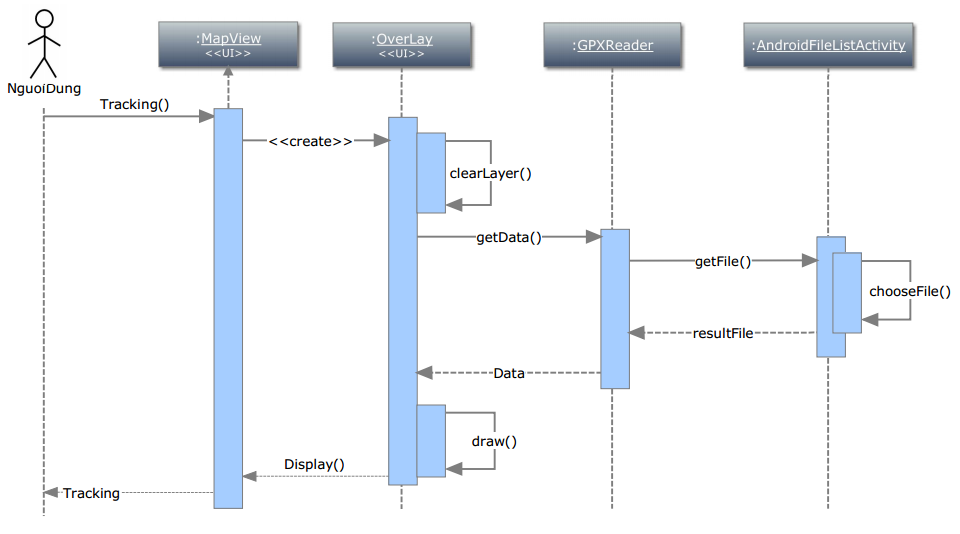 :MapView
<<UI>>
:OverLay
<<UI>>
:GPXReader
:AndroidFileListActivity
NguoiDung
Tracking()
<<create>>
clearLayer()
getData()
getFile()
chooseFile()
resultFile
Data
draw()
Display()
Tracking